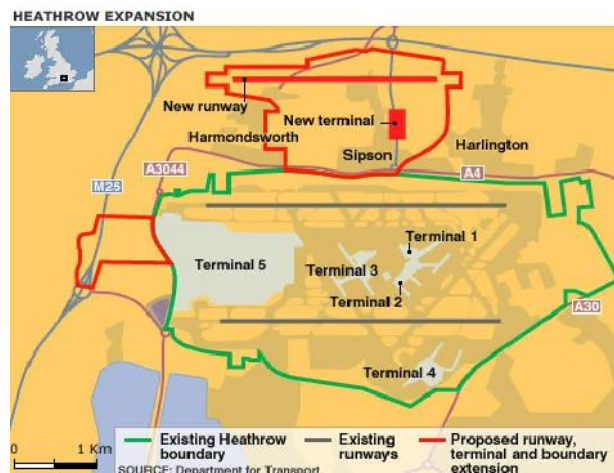 HEATHROW EXPANSION
New runway
New terminal
Harmondsworth
Sipson
Harlington
A3044
A4
M25
Terminal 1
Terminal 5
Terminal 3
Terminal 2
A30
Terminal 4
0 1 Km
Existing Heathrow
boundary
Existing
runways
Proposed runway,
terminal and boundary
extension
SOURCE: Department for Transport